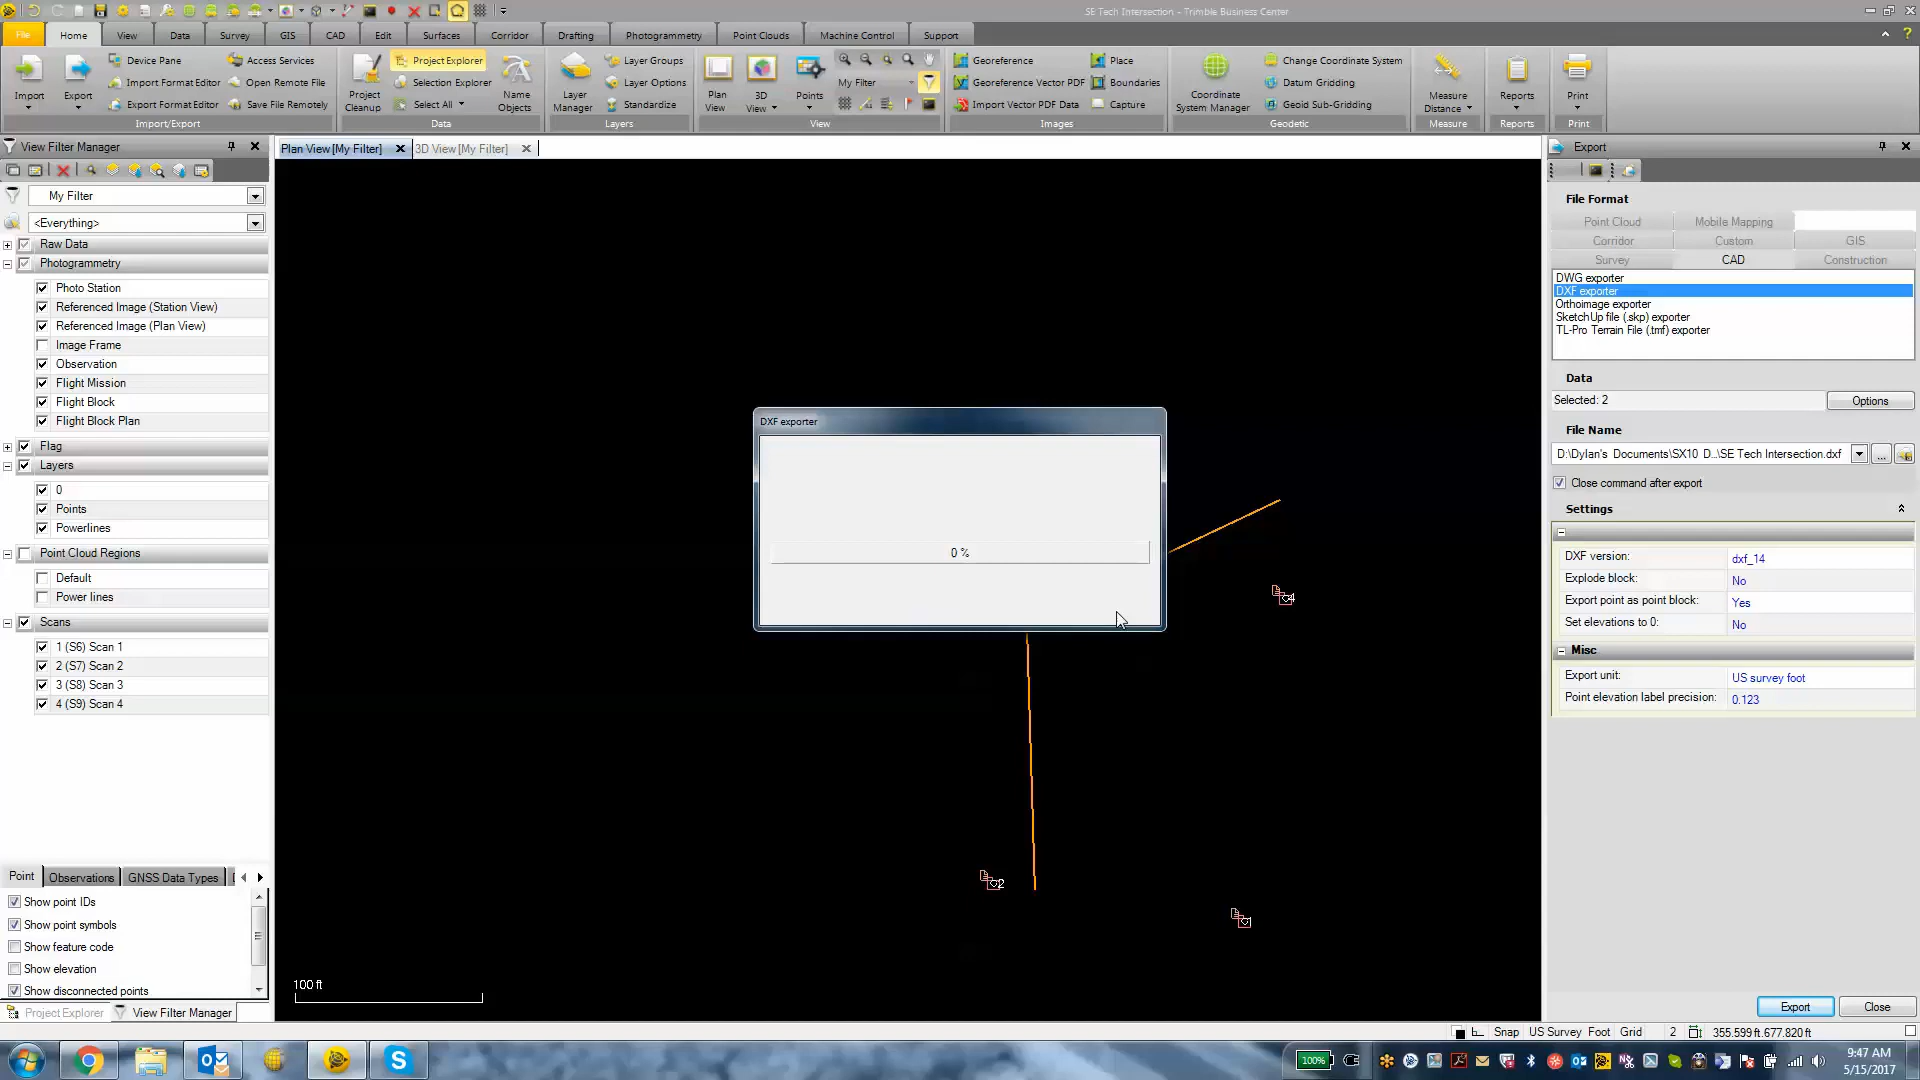 SE Tech Intersection - Trimble Business Center
File Home View Data Survey GIS CAD Edit Surfaces Corridor Drafting Photogrammetry Point Clouds Machine Control Support
Import
Export
Device Pane
Import Format Editor
Export Format Editor
Access Services
Open Remote File
Save File Remotely
Import/Export
Project Cleanup
Project Explorer
Selection Explorer
Select All
Name Objects
Data
Layer Manager
Layer Groups
Layer Options
Standardize
Layers
Plan View
3D View
Points
My Filter
View
Georeference
Georeference Vector PDF
Import Vector PDF Data
Place
Boundaries
Capture
Images
Coordinate System Manager
Change Coordinate System
Datum Gridding
Geoid Sub-Gridding
Geodetic
Measure Distance
Measure
Reports
Reports
Print
Print
View Filter Manager
My Filter
<Everything>
Raw Data
Photogrammetry
Photo Station
Referenced Image (Station View)
Referenced Image (Plan View)
Image Frame
Observation
Flight Mission
Flight Block
Flight Block Plan
Flag
Layers
0
Points
Powerlines
Point Cloud Regions
Default
Power lines
Scans
1 (S6) Scan 1
2 (S7) Scan 2
3 (S8) Scan 3
4 (S9) Scan 4
Point Observations GNSS Data Types
Show point IDs
Show point symbols
Show feature code
Show elevation
Show disconnected points
Project Explorer View Filter Manager
Plan View [My Filter]
3D View [My Filter]
DXF exporter
0 %
4
2
1
100 ft
Export
File Format
Point Cloud Mobile Mapping
Corridor Custom GIS
Survey CAD Construction
DWG exporter
DXF exporter
Orthoimage exporter
SketchUp file (.skp) exporter
TL-Pro Terrain File (.tmf) exporter
Data
Selected: 2
Options
File Name
D:\Dylan's Documents\SX10 D...\SE Tech Intersection.dxf
...
Close command after export
Settings
DXF version: dxf_14
Explode block: No
Export point as point block: Yes
Set elevations to 0: No
Misc
Export unit: US survey foot
Point elevation label precision: 0.123
Export Close
Snap US Survey Foot Grid 2 355.599 ft,677.820 ft
100%
9:47 AM
5/15/2017